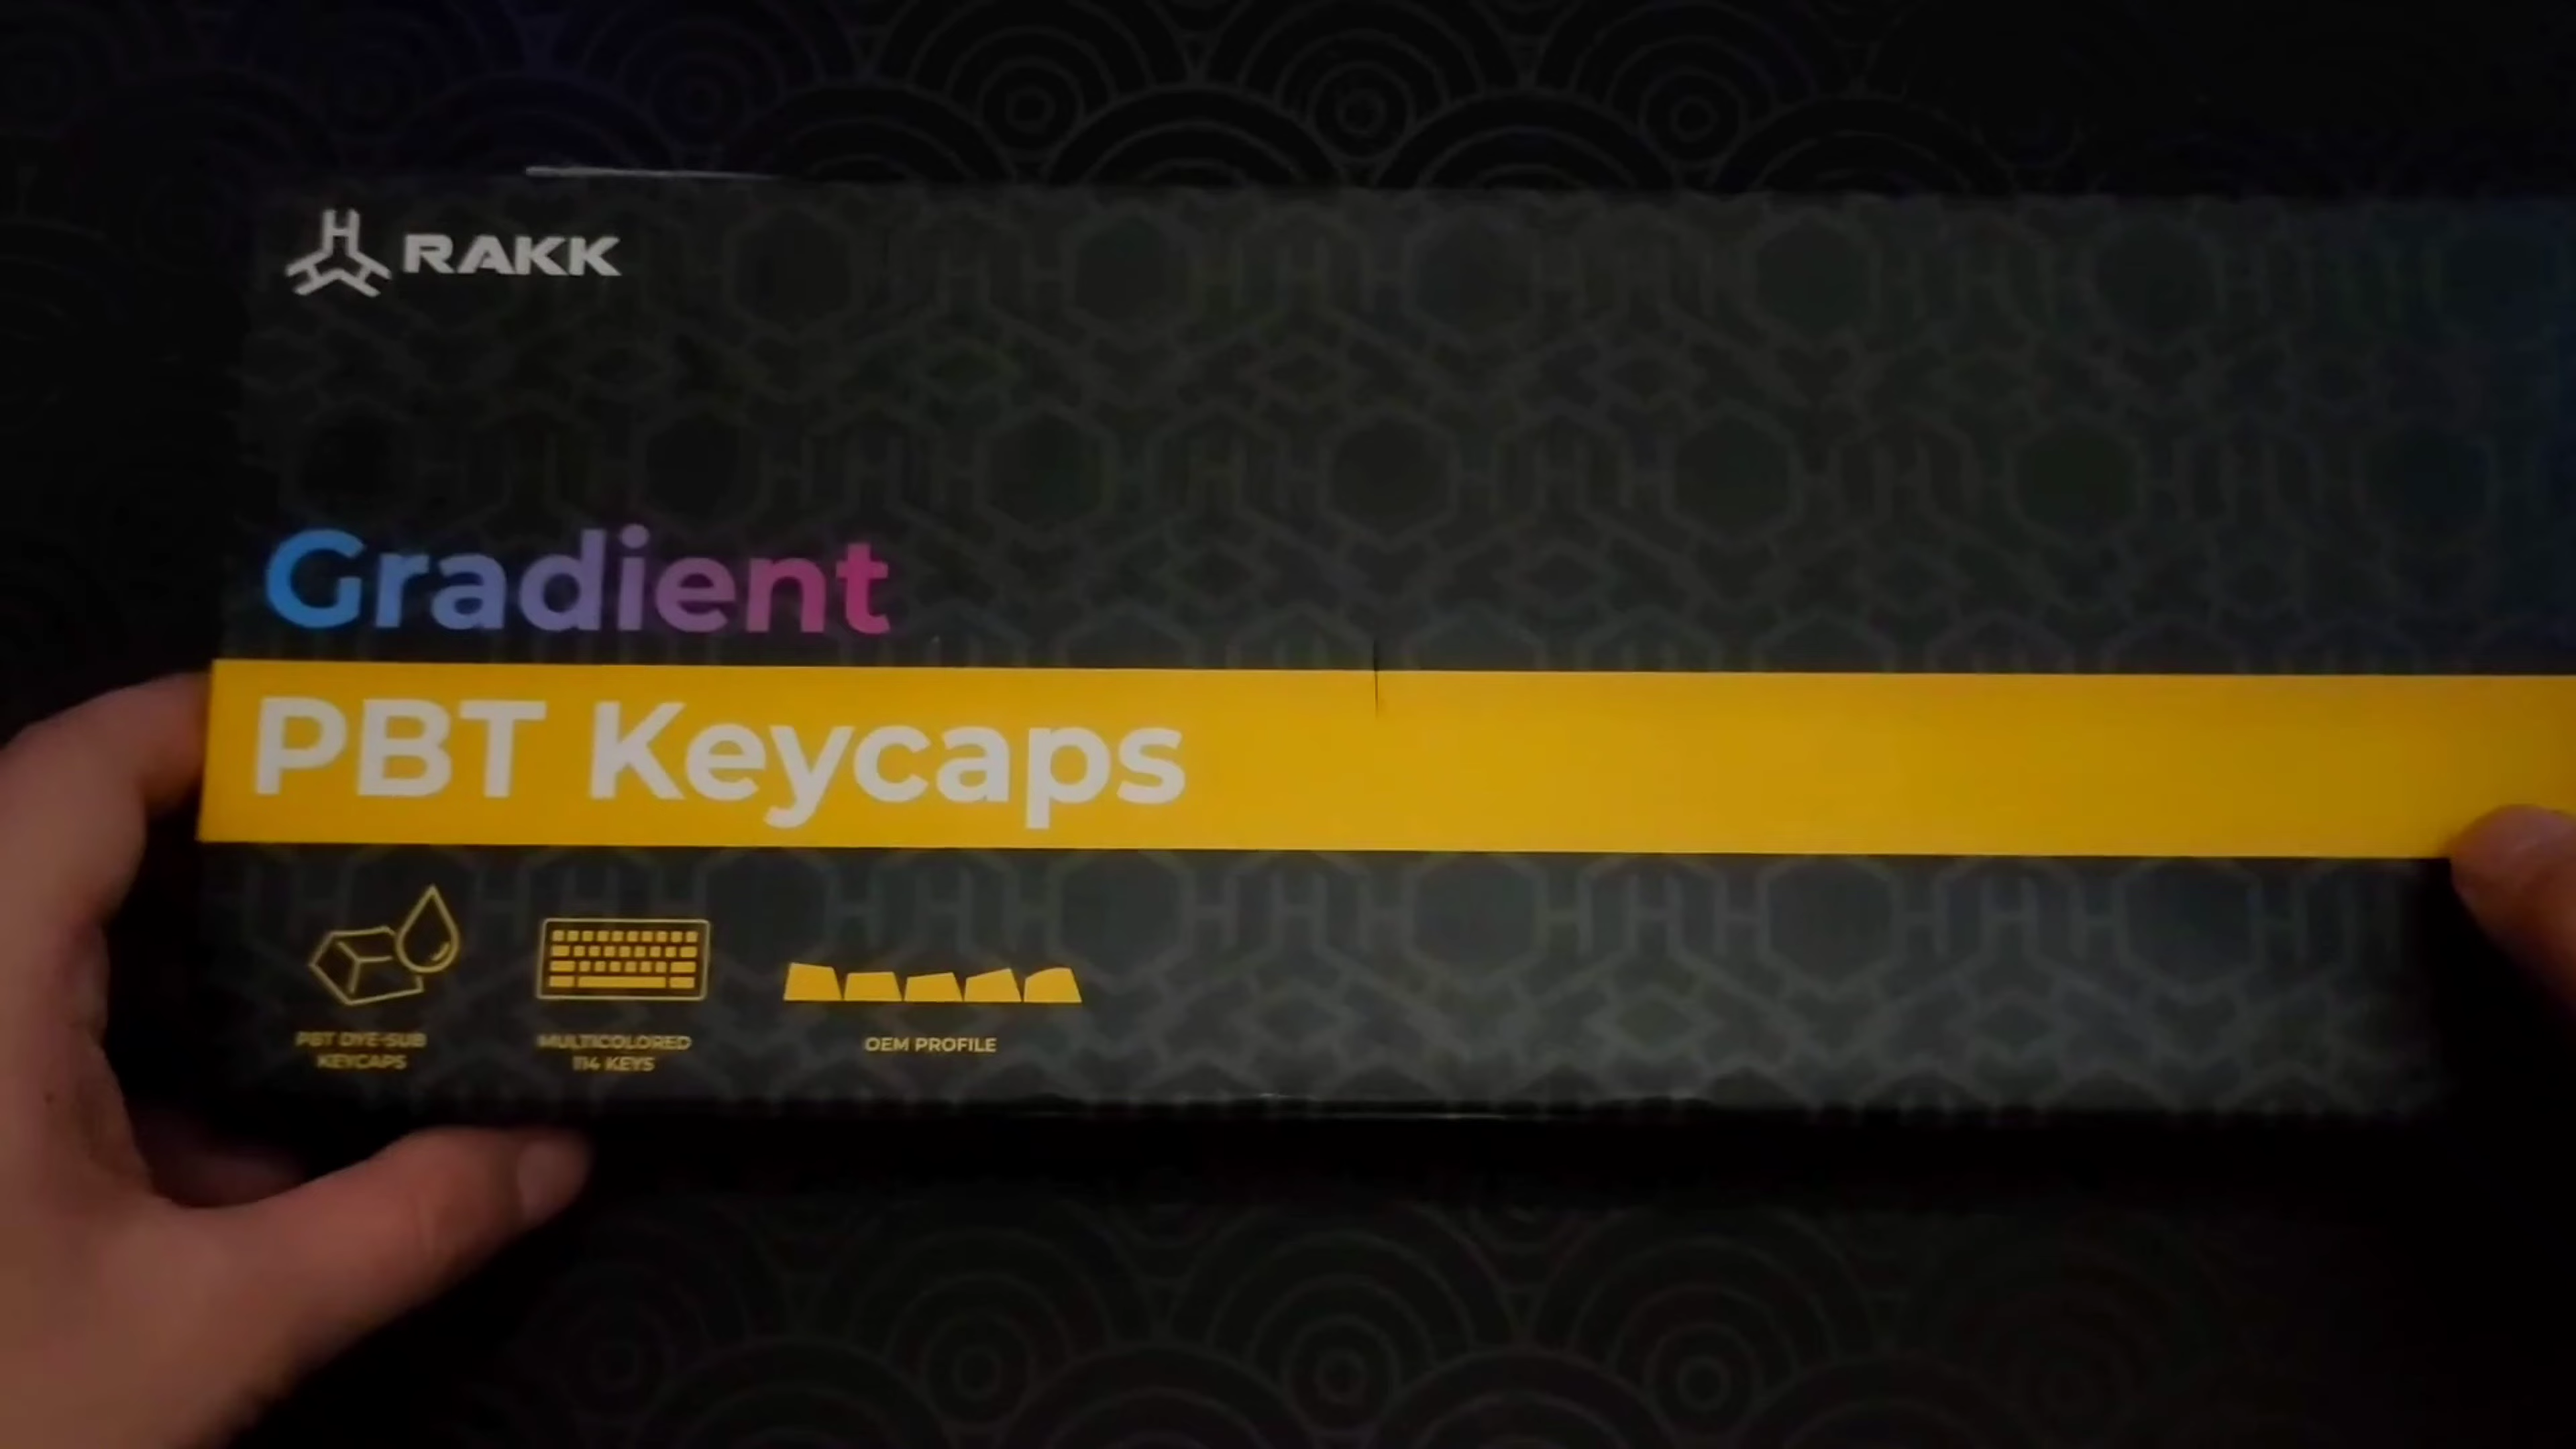 RAKK
Gradient
PBT Keycaps
PBT DYE-SUB
KEYCAPS
MULTICOLORED
114 KEYS
OEM PROFILE